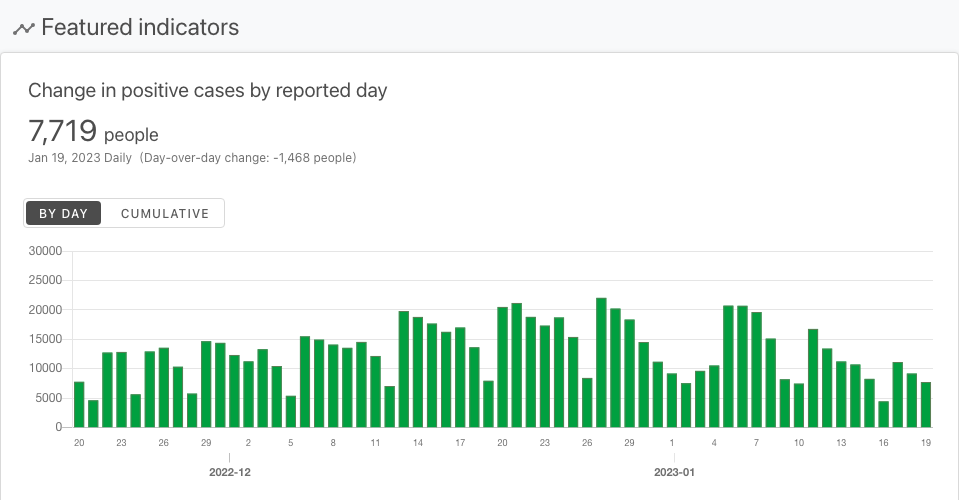 Featured indicators
Change in positive cases by reported day
7,719 people
Jan 19, 2023 Daily (Day-over-day change: -1,468 people)
BY DAY CUMULATIVE
30000
25000
20000
15000
10000
5000
0
20 23 26 29 2 5 8 11 14 17 20 23 26 29 1 4 7 10 13 16 19
2022-12 2023-01